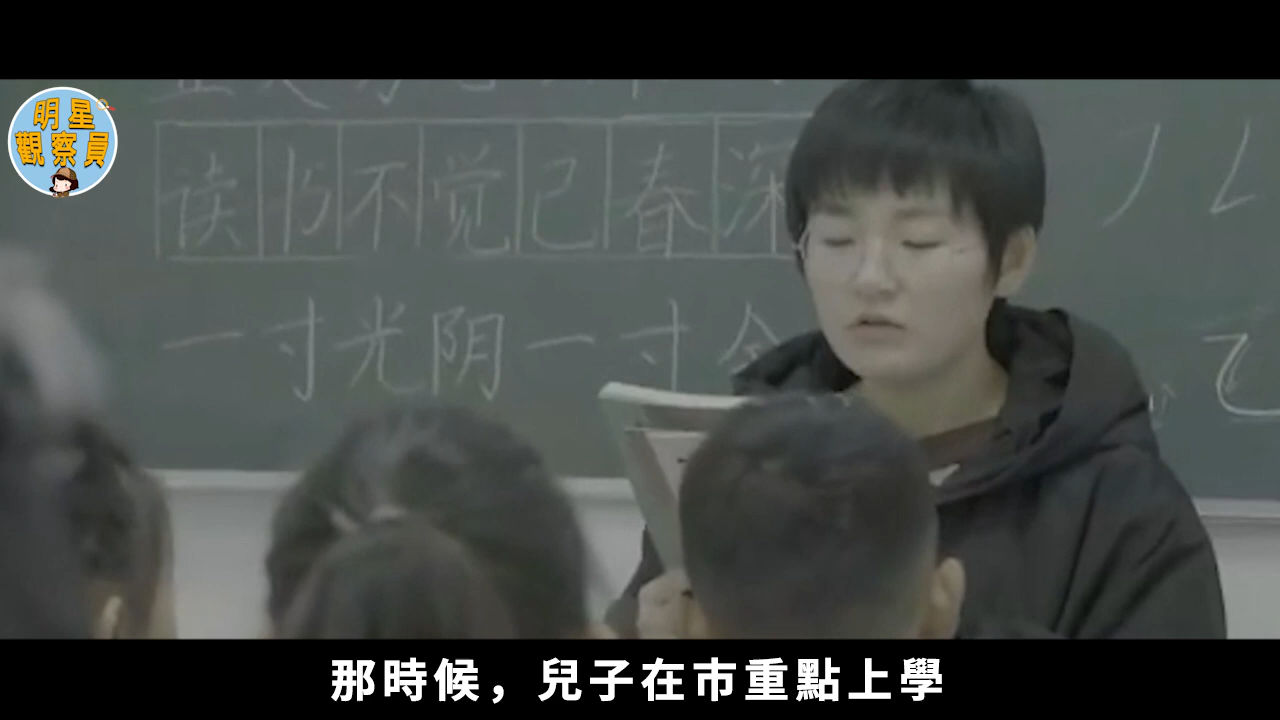 明星
觀察員
读书不觉已春深
一寸光阴一寸金
乙
那時候，兒子在市重點上學